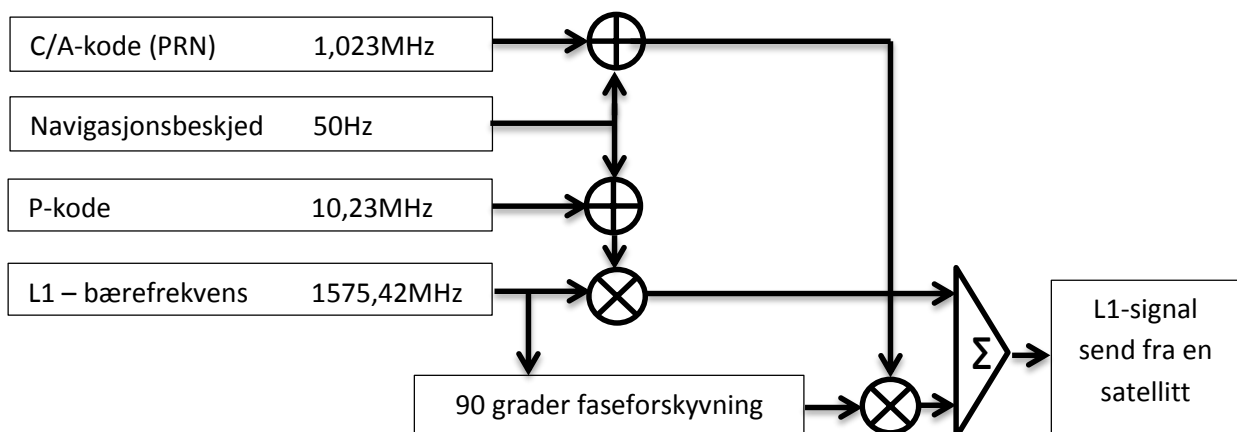 C/A-kode (PRN) 1,023MHz
Navigasjonsbeskjed 50Hz
P-kode 10,23MHz
L1 – bærefrekvens 1575,42MHz
90 grader faseforskyvning
Σ
L1-signal
send fra en
satellitt